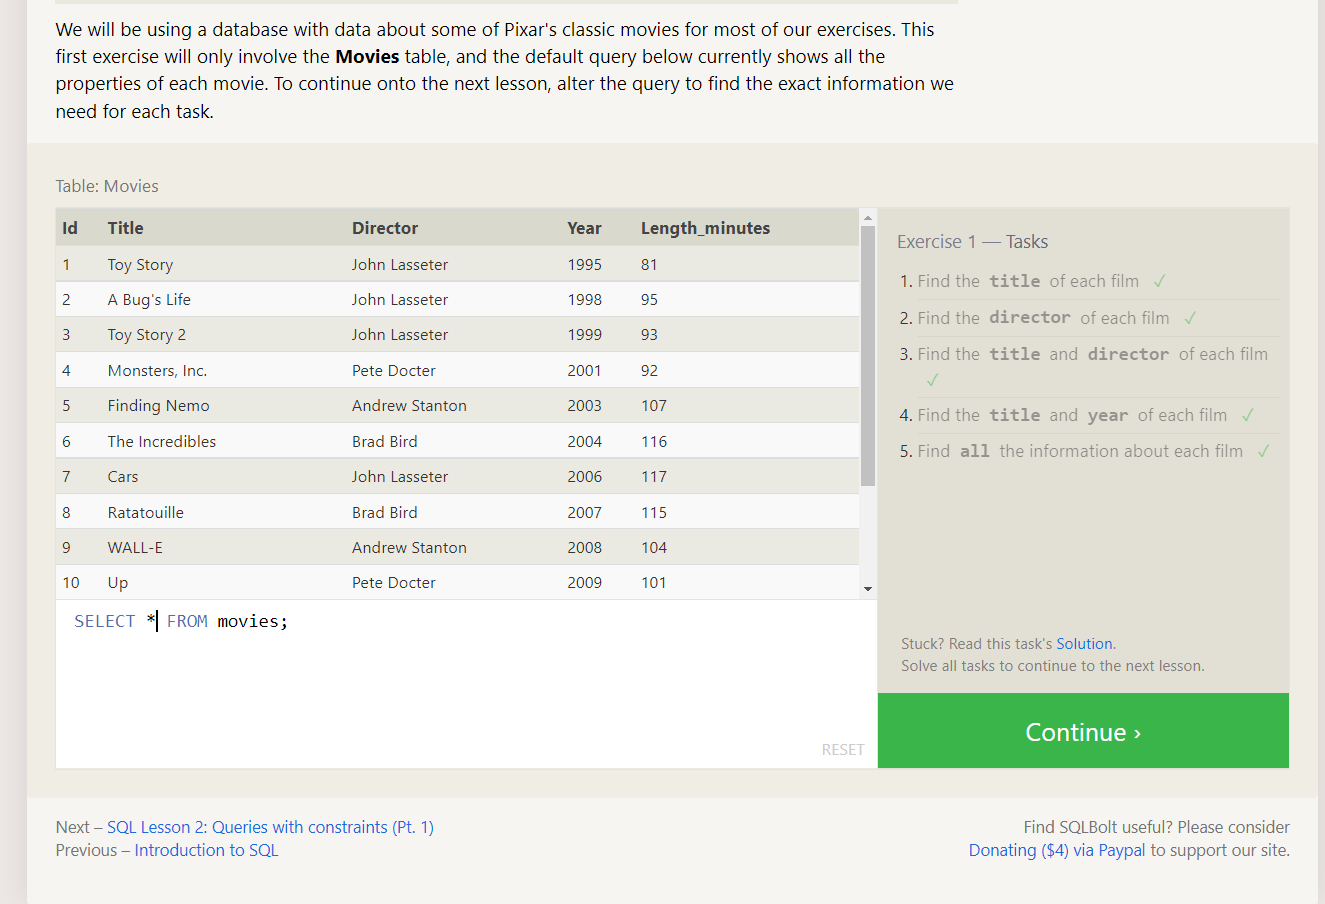 We will be using a database with data about some of Pixar's classic movies for most of our exercises. This
first exercise will only involve the Movies table, and the default query below currently shows all the
properties of each movie. To continue onto the next lesson, alter the query to find the exact information we
need for each task.
Table: Movies
Id Title Director Year Length_minutes
1 Toy Story John Lasseter 1995 81
2 A Bug's Life John Lasseter 1998 95
3 Toy Story 2 John Lasseter 1999 93
4 Monsters, Inc. Pete Docter 2001 92
5 Finding Nemo Andrew Stanton 2003 107
6 The Incredibles Brad Bird 2004 116
7 Cars John Lasseter 2006 117
8 Ratatouille Brad Bird 2007 115
9 WALL-E Andrew Stanton 2008 104
10 Up Pete Docter 2009 101
SELECT * FROM movies;
RESET
Exercise 1 — Tasks
1. Find the title of each film ✓
2. Find the director of each film ✓
3. Find the title and director of each film
✓
4. Find the title and year of each film ✓
5. Find all the information about each film ✓
Stuck? Read this task's Solution.
Solve all tasks to continue to the next lesson.
Continue ›
Next – SQL Lesson 2: Queries with constraints (Pt. 1)
Previous – Introduction to SQL
Find SQLBolt useful? Please consider
Donating ($4) via Paypal to support our site.